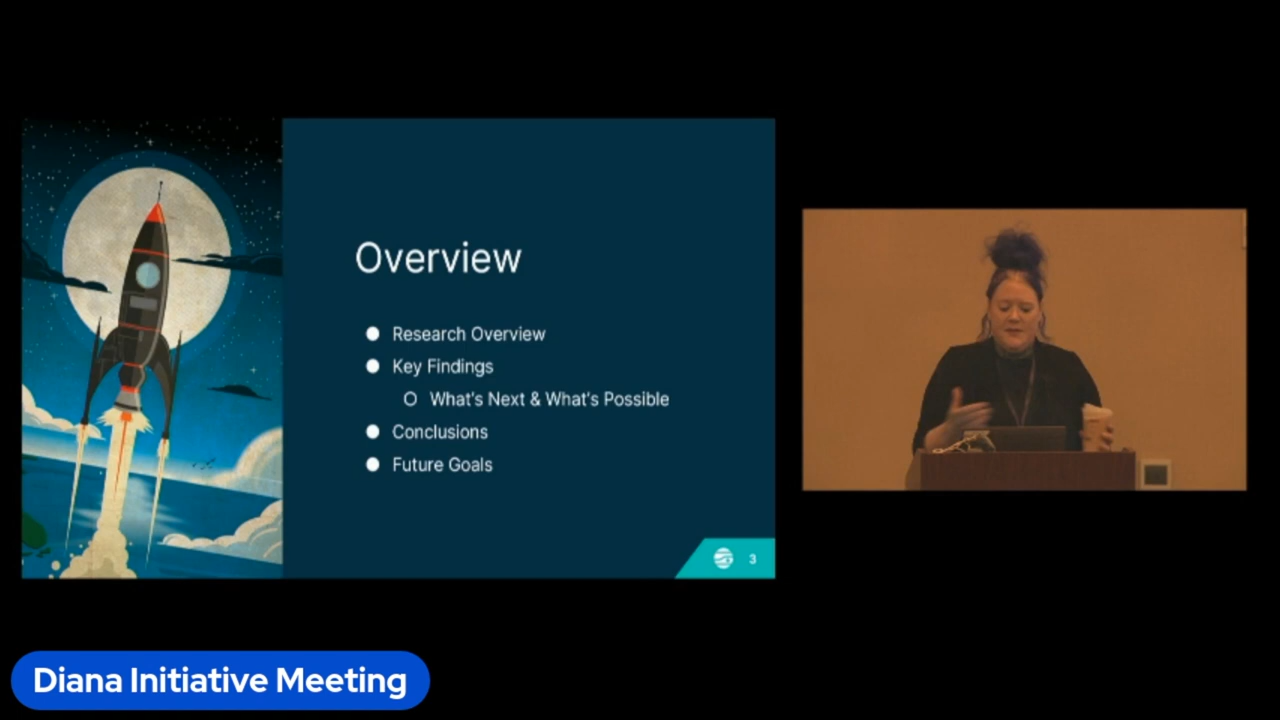 Overview
Research Overview
Key Findings
What's Next & What's Possible
Conclusions
Future Goals
3
Diana Initiative Meeting